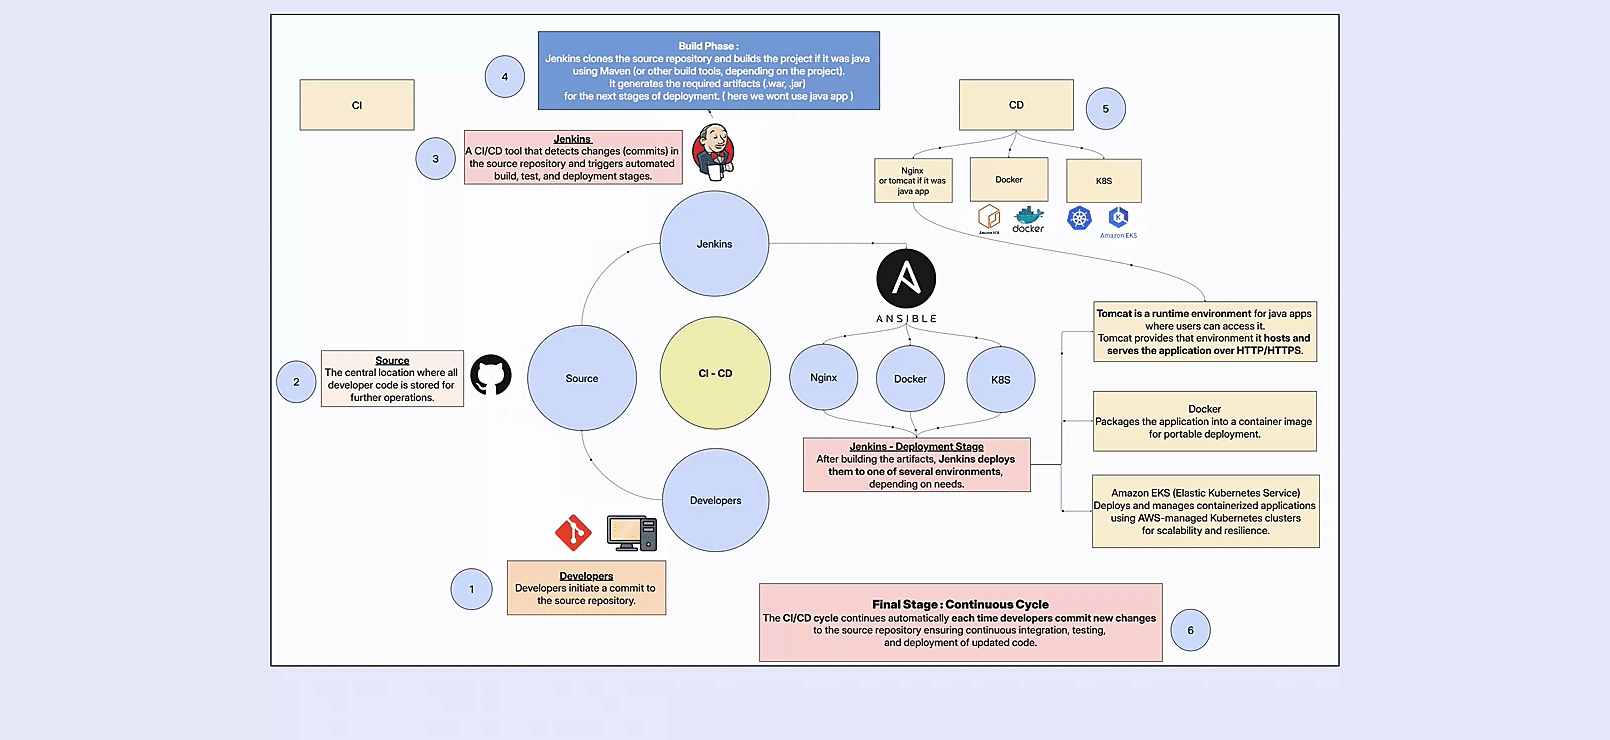 CI
4
Build Phase :
Jenkins clones the source repository and builds the project if it was java
using Maven (or other build tools, depending on the project).
It generates the required artifacts (.war, .jar)
for the next stages of deployment. ( here we wont use java app )
3
Jenkins
A CI/CD tool that detects changes (commits) in
the source repository and triggers automated
build, test, and deployment stages.
CD
5
Nginx
or tomcat if it was
java app
Docker
K8S
Amazon ECR
docker
Amazon EKS
Jenkins
ANSIBLE
Tomcat is a runtime environment for java apps
where users can access it.
Tomcat provides that environment it hosts and
serves the application over HTTP/HTTPS.
2
Source
The central location where all
developer code is stored for
further operations.
Source
CI - CD
Nginx
Docker
K8S
Docker
Packages the application into a container image
for portable deployment.
Jenkins - Deployment Stage
After building the artifacts, Jenkins deploys
them to one of several environments,
depending on needs.
Amazon EKS (Elastic Kubernetes Service)
Deploys and manages containerized applications
using AWS-managed Kubernetes clusters
for scalability and resilience.
Developers
1
Developers
Developers initiate a commit to
the source repository.
Final Stage : Continuous Cycle
The CI/CD cycle continues automatically each time developers commit new changes
to the source repository ensuring continuous integration, testing,
and deployment of updated code.
6